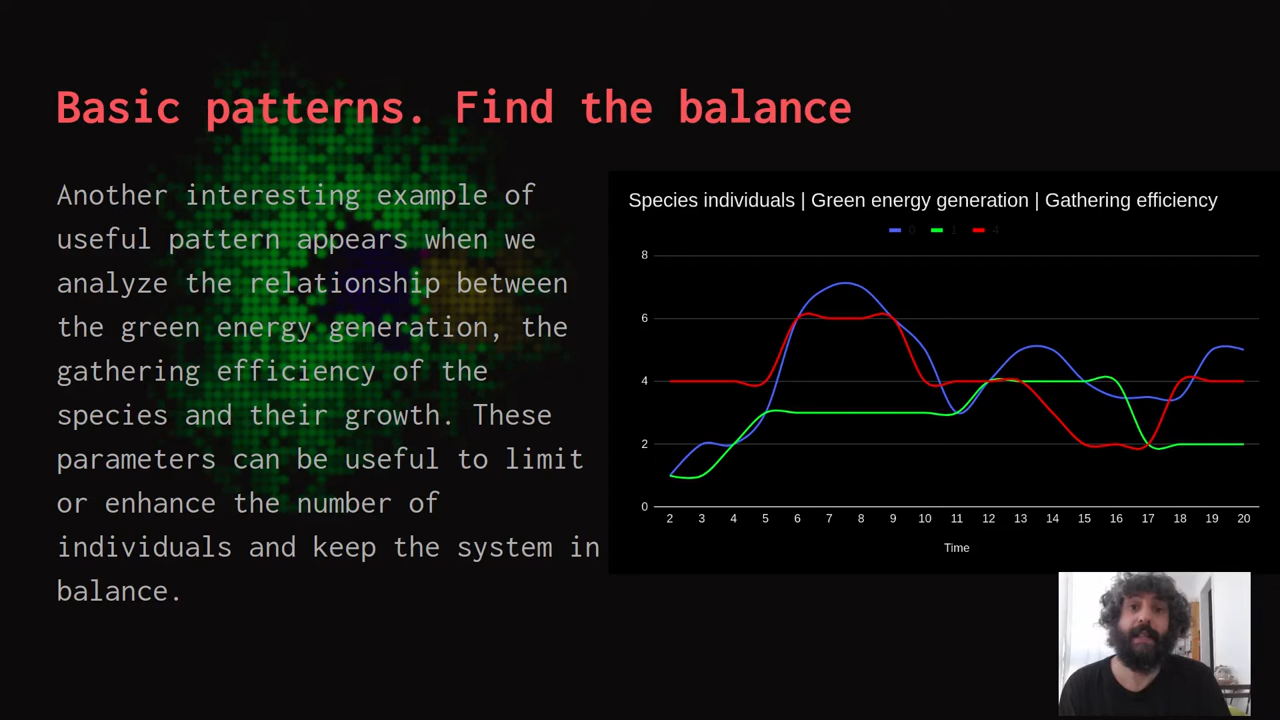 Basic patterns. Find the balance
Another interesting example of
useful pattern appears when we
analyze the relationship between
the green energy generation, the
gathering efficiency of the
species and their growth. These
parameters can be useful to limit
or enhance the number of
individuals and keep the system in
balance.
Species individuals | Green energy generation | Gathering efficiency
0 1 4
8
6
4
2
0
2 3 4 5 6 7 8 9 10 11 12 13 14 15 16 17 18 19 20
Time